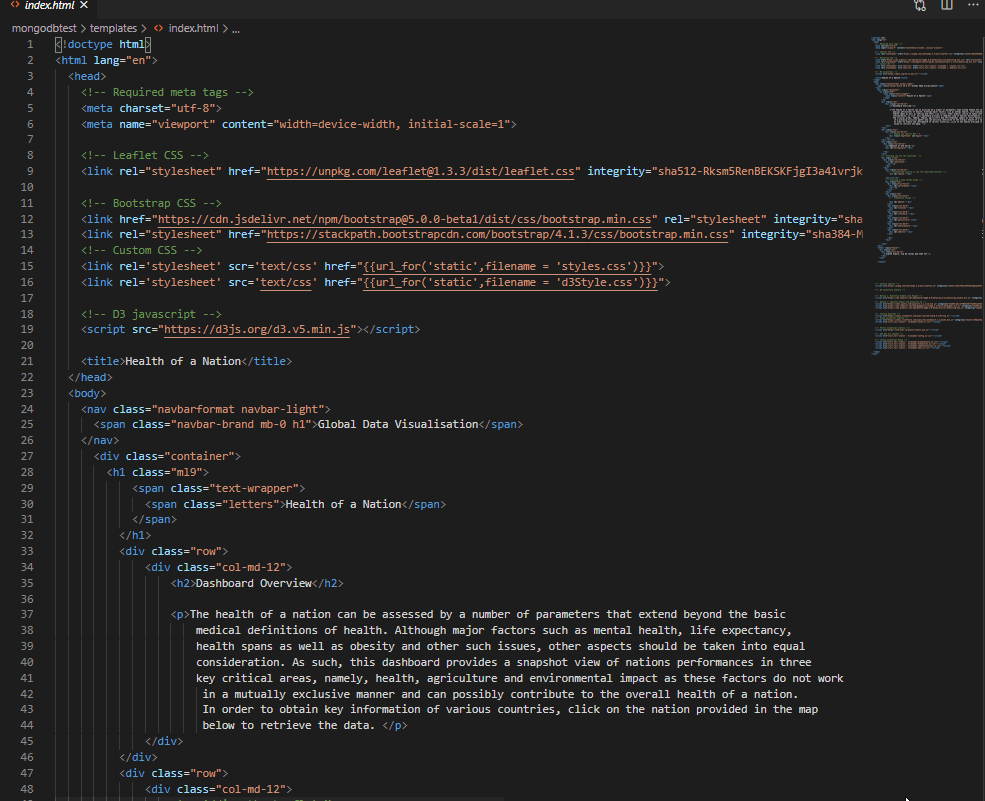 index.html
mongodbtest > templates > index.html > ...
1 <!doctype html>
2 <html lang="en">
3 <head>
4 <!-- Required meta tags -->
5 <meta charset="utf-8">
6 <meta name="viewport" content="width=device-width, initial-scale=1">
7
8 <!-- Leaflet CSS -->
9 <link rel="stylesheet" href="https://unpkg.com/leaflet@1.3.3/dist/leaflet.css" integrity="sha512-Rksm5RenBEKSKFjgI3a41vrjk
10
11 <!-- Bootstrap CSS -->
12 <link href="https://cdn.jsdelivr.net/npm/bootstrap@5.0.0-beta1/dist/css/bootstrap.min.css" rel="stylesheet" integrity="sha
13 <link rel="stylesheet" href="https://stackpath.bootstrapcdn.com/bootstrap/4.1.3/css/bootstrap.min.css" integrity="sha384-M
14 <!-- Custom CSS -->
15 <link rel='stylesheet' scr='text/css' href="{{url_for('static',filename = 'styles.css')}}">
16 <link rel='stylesheet' src='text/css' href="{{url_for('static',filename = 'd3Style.css')}}">
17
18 <!-- D3 javascript -->
19 <script src="https://d3js.org/d3.v5.min.js"></script>
20
21 <title>Health of a Nation</title>
22 </head>
23 <body>
24 <nav class="navbarformat navbar-light">
25 <span class="navbar-brand mb-0 h1">Global Data Visualisation</span>
26 </nav>
27 <div class="container">
28 <h1 class="ml9">
29 <span class="text-wrapper">
30 <span class="letters">Health of a Nation</span>
31 </span>
32 </h1>
33 <div class="row">
34 <div class="col-md-12">
35 <h2>Dashboard Overview</h2>
36
37 <p>The health of a nation can be assessed by a number of parameters that extend beyond the basic
38 medical definitions of health. Although major factors such as mental health, life expectancy,
39 health spans as well as obesity and other such issues, other aspects should be taken into equal
40 consideration. As such, this dashboard provides a snapshot view of nations performances in three
41 key critical areas, namely, health, agriculture and environmental impact as these factors do not work
42 in a mutually exclusive manner and can possibly contribute to the overall health of a nation.
43 In order to obtain key information of various countries, click on the nation provided in the map
44 below to retrieve the data. </p>
45 </div>
46 </div>
47 <div class="row">
48 <div class="col-md-12">